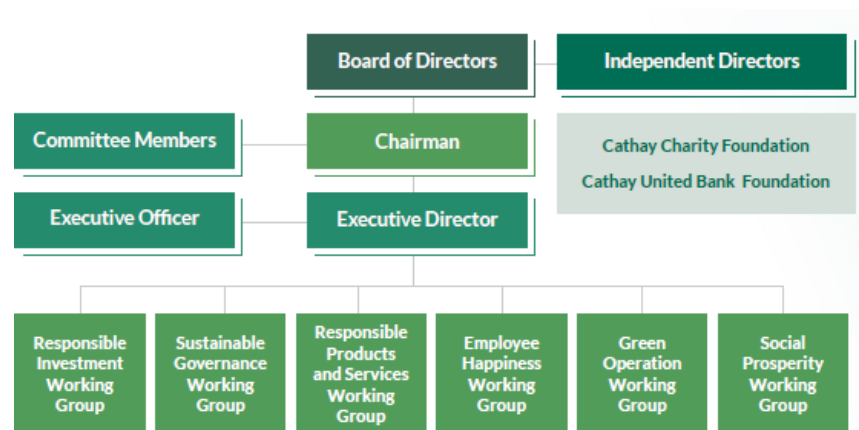 Board of Directors
Independent Directors
Committee Members
Chairman
Cathay Charity Foundation
Cathay United Bank Foundation
Executive Officer
Executive Director
Responsible
Investment
Working
Group
Sustainable
Governance
Working
Group
Responsible
Products
and Services
Working
Group
Employee
Happiness
Working
Group
Green
Operation
Working
Group
Social
Prosperity
Working
Group